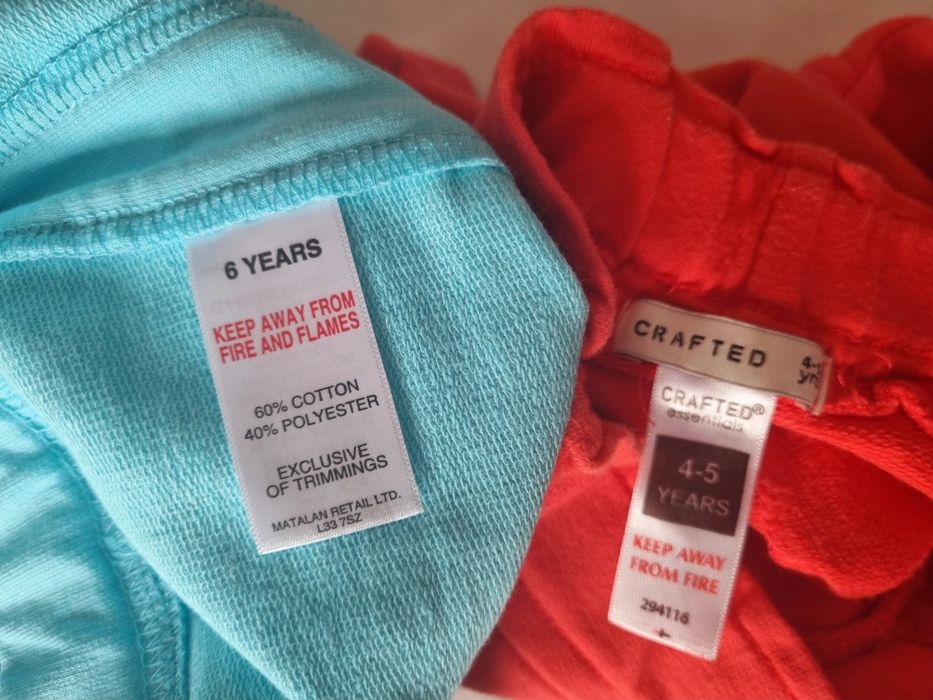 6 YEARS
KEEP AWAY FROM
FIRE AND FLAMES
60% COTTON
40% POLYESTER
EXCLUSIVE
OF TRIMMINGS
MATALAN RETAIL LTD.
L33 7SZ
CRAFTED
CRAFTED®
essentials
4-5
YEARS
KEEP AWAY
FROM FIRE
294116